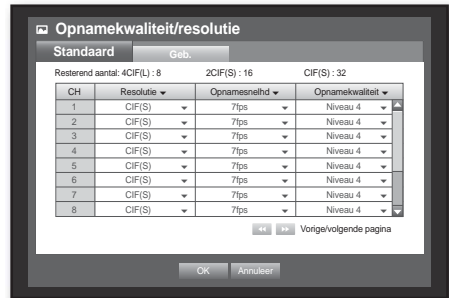 Opnamekwaliteit/resolutie
Standaard Geb.
Resterend aantal: 4CIF(L) : 8 2CIF(S) : 16 CIF(S) : 32
CH Resolutie Opnamesnelhd Opnamekwaliteit
1 CIF(S) 7fps Niveau 4
2 CIF(S) 7fps Niveau 4
3 CIF(S) 7fps Niveau 4
4 CIF(S) 7fps Niveau 4
5 CIF(S) 7fps Niveau 4
6 CIF(S) 7fps Niveau 4
7 CIF(S) 7fps Niveau 4
8 CIF(S) 7fps Niveau 4
Vorige/volgende pagina
OK Annuleer